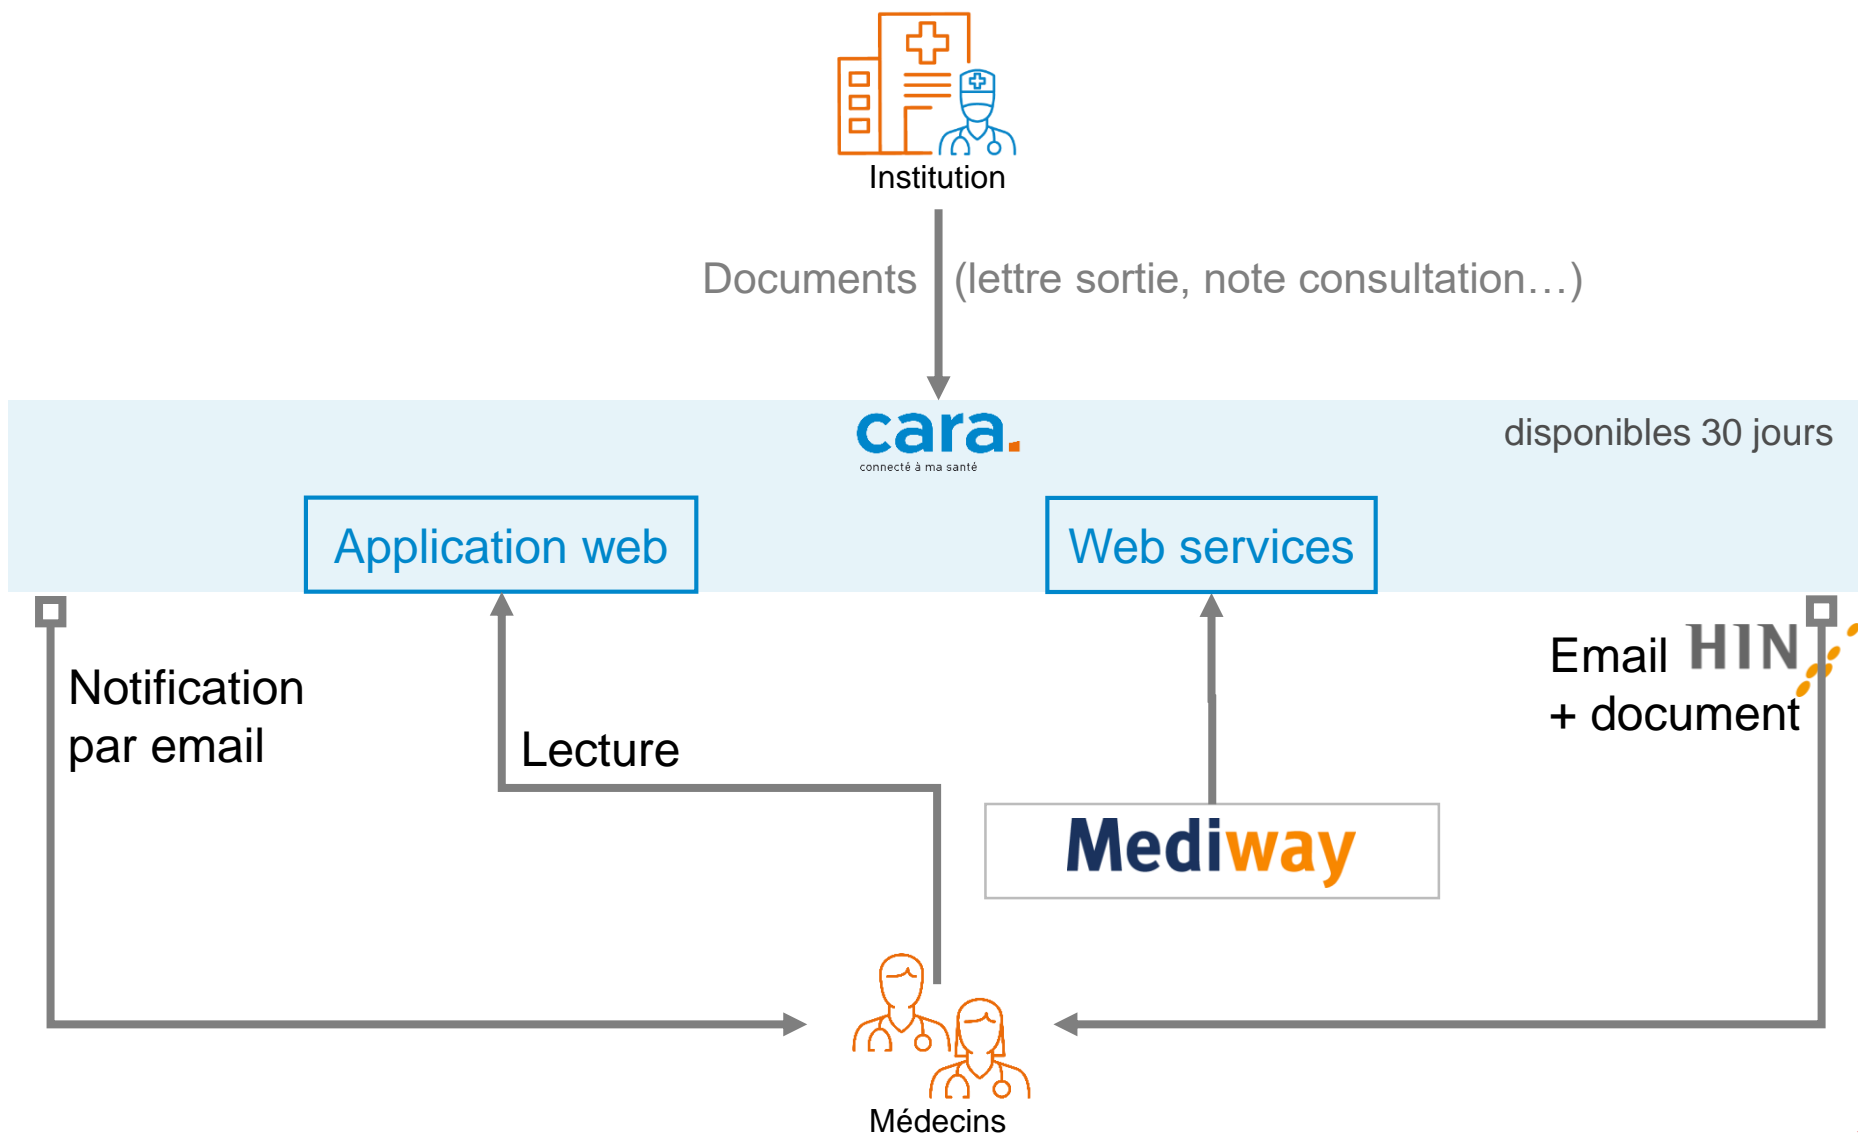 Institution
Documents (lettre sortie, note consultation…)
cara.
connecté à ma santé
disponibles 30 jours
Application web
Web services
Notification
par email
Lecture
Email HIN
+ document
Mediway
Médecins